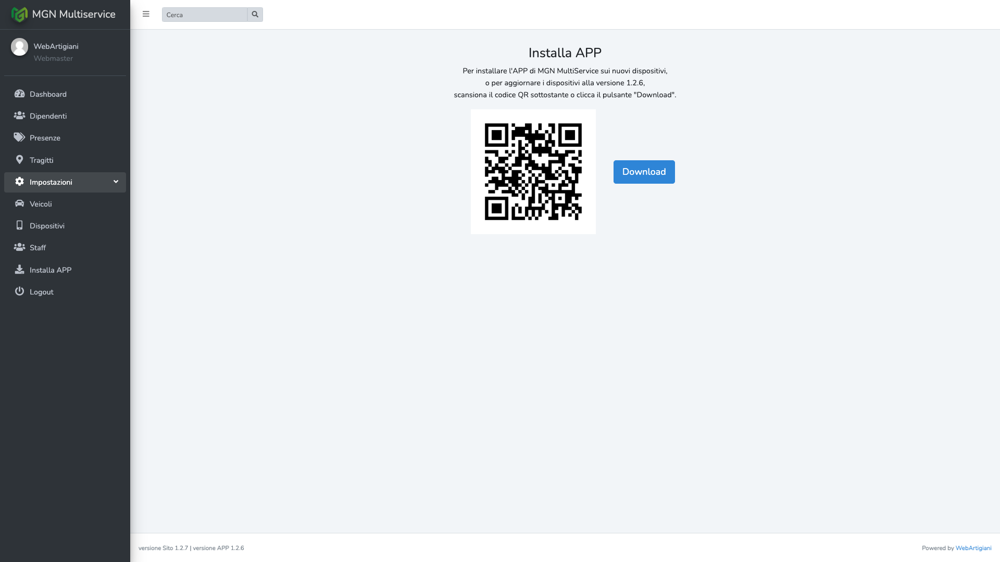 MGN Multiservice
WebArtigiani
Webmaster
Dashboard
Dipendenti
Presenze
Tragitti
Impostazioni
Veicoli
Dispositivi
Staff
Installa APP
Logout
Cerca
Installa APP
Per installare l'APP di MGN MultiService sui nuovi dispositivi,
o per aggiornare i dispositivi alla versione 1.2.6,
scansiona il codice QR sottostante o clicca il pulsante "Download".
Download
versione Sito 1.2.7 | versione APP 1.2.6
Powered by WebArtigiani